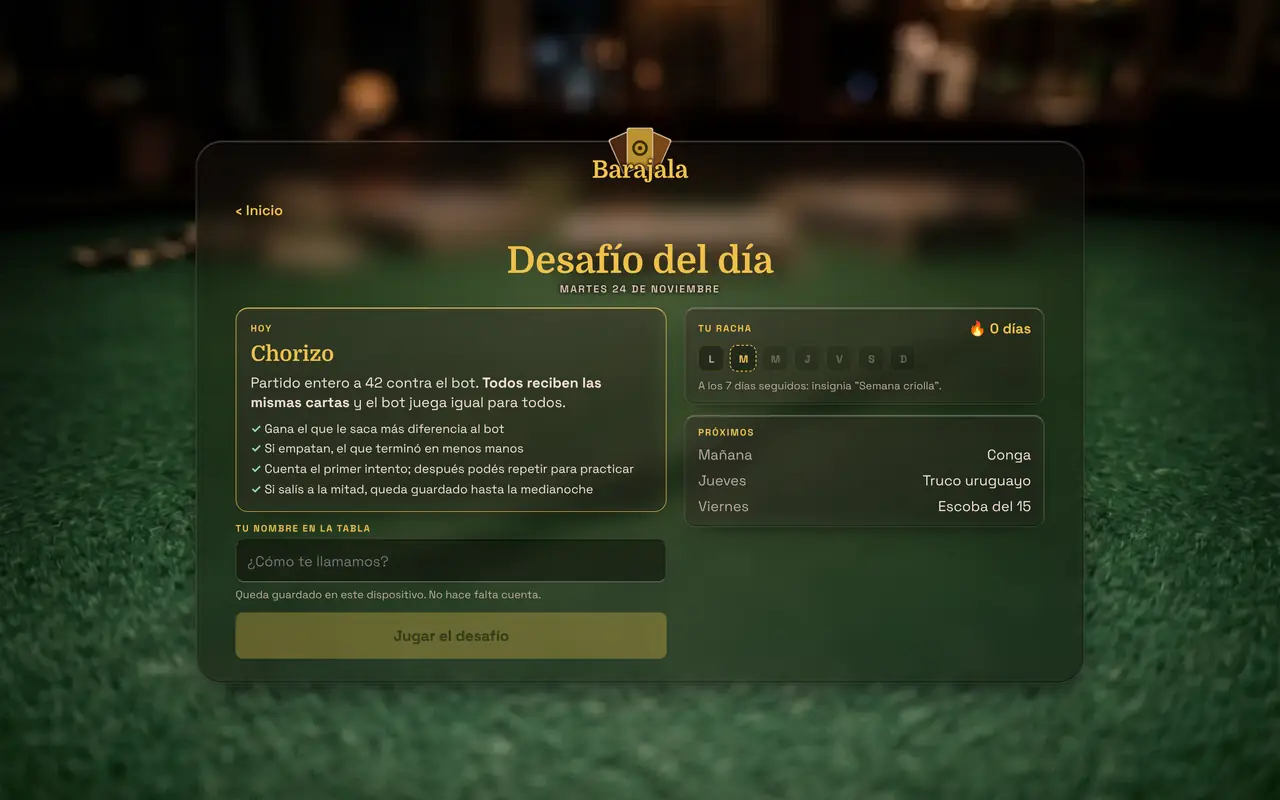 Barajala
< Inicio
Desafío del día
MARTES 24 DE NOVIEMBRE
HOY
Chorizo
Partido entero a 42 contra el bot. Todos reciben las
mismas cartas y el bot juega igual para todos.
✓ Gana el que le saca más diferencia al bot
✓ Si empatan, el que terminó en menos manos
✓ Cuenta el primer intento; después podés repetir para practicar
✓ Si salís a la mitad, queda guardado hasta la medianoche
TU NOMBRE EN LA TABLA
¿Cómo te llamamos?
Queda guardado en este dispositivo. No hace falta cuenta.
Jugar el desafío
TU RACHA
🔥 0 días
L M M J V S D
A los 7 días seguidos: insignia "Semana criolla".
PRÓXIMOS
Mañana Conga
Jueves Truco uruguayo
Viernes Escoba del 15